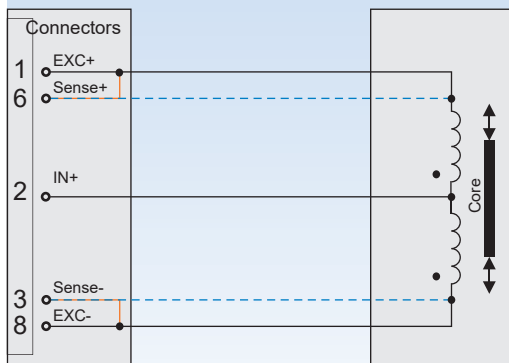 Connectors
1 EXC+
6 Sense+
2 IN+
Core
3 Sense-
8 EXC-